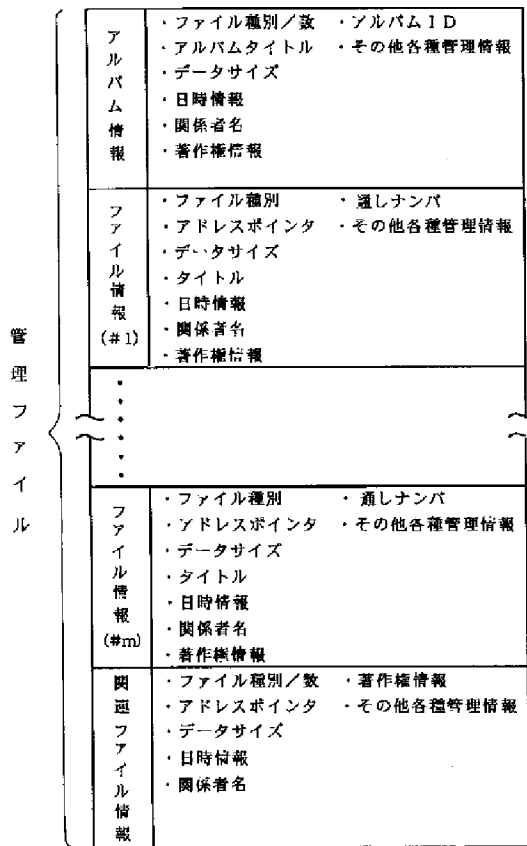 管理ファイル
アルバム情報
・ファイル種別／数 ・アルバムＩＤ
・アルバムタイトル ・その他各種管理情報
・データサイズ
・日時情報
・関係者名
・著作権情報
ファイル情報
(#1)
・ファイル種別 ・通しナンバ
・アドレスポインタ ・その他各種管理情報
・データサイズ
・タイトル
・日時情報
・関係者名
・著作権情報
ファイル情報
(#m)
・ファイル種別 ・通しナンバ
・アドレスポインタ ・その他各種管理情報
・データサイズ
・タイトル
・日時情報
・関係者名
・著作権情報
関連ファイル情報
・ファイル種別／数 ・著作権情報
・アドレスポインタ ・その他各種管理情報
・データサイズ
・日時情報
・関係者名